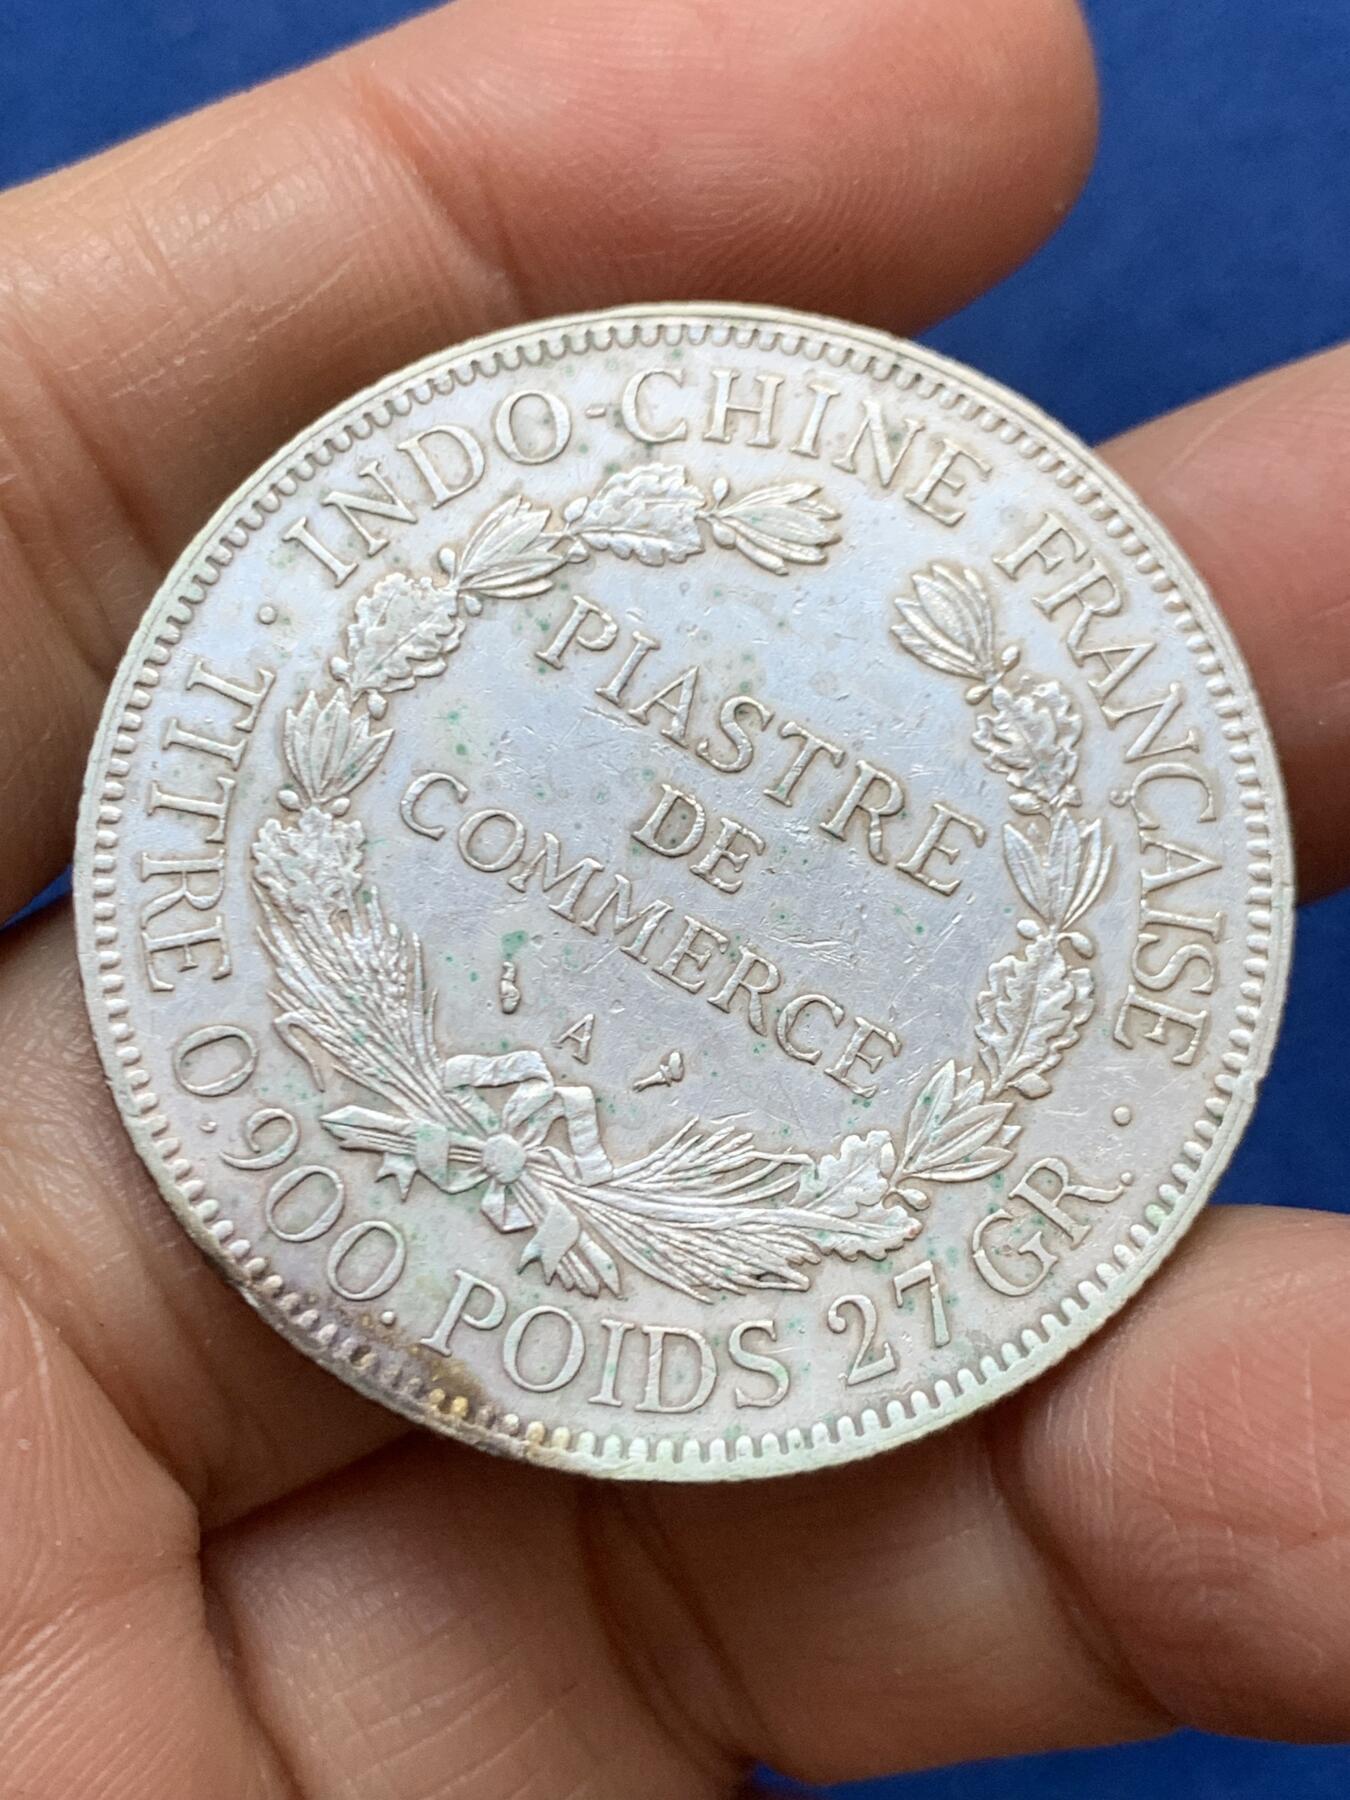 INDO-CHINE FRANÇAISE
PIASTRE
DE
COMMERCE
A
· TITRE 0,900. POIDS 27 GR. ·